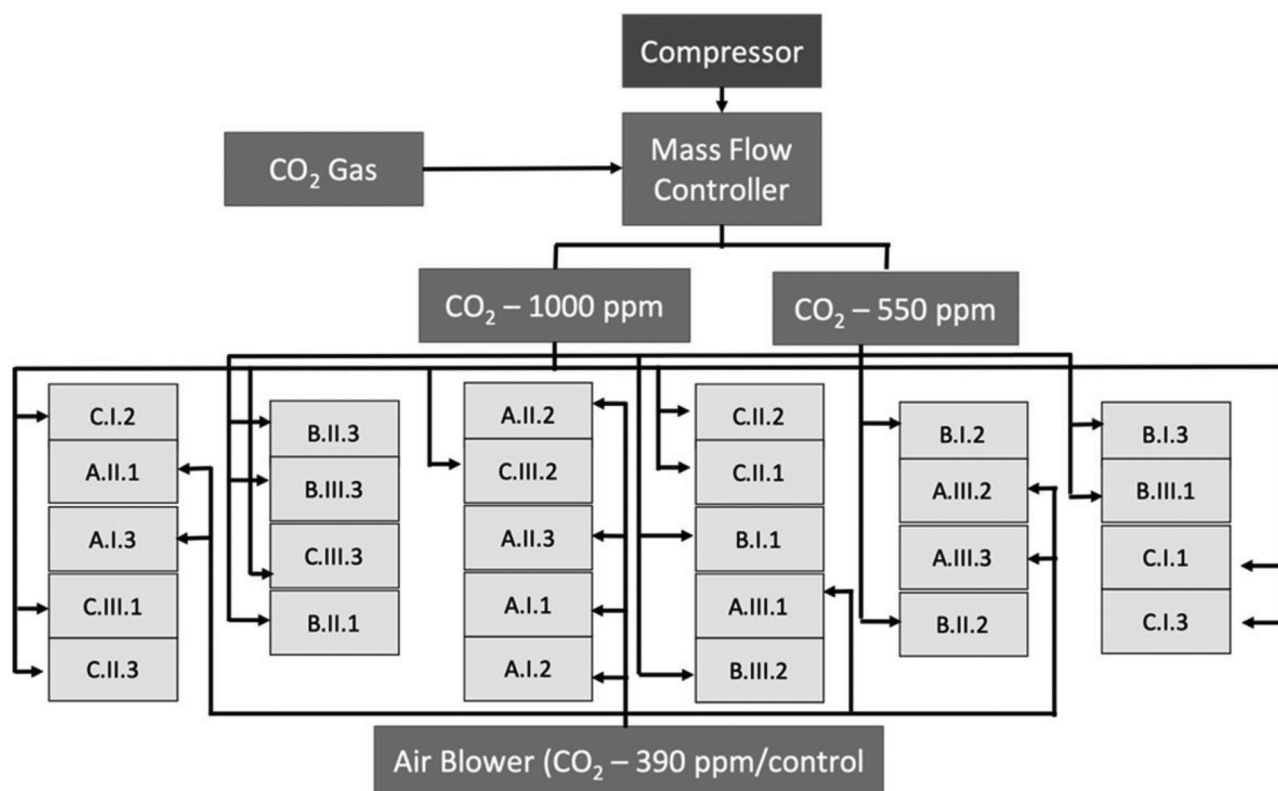 Compressor
CO₂ Gas
Mass Flow
Controller
CO₂ – 1000 ppm
CO₂ – 550 ppm
C.I.2
A.II.1
A.I.3
C.III.1
C.II.3
B.II.3
B.III.3
C.III.3
B.II.1
A.II.2
C.III.2
A.II.3
A.I.1
A.I.2
C.II.2
C.II.1
B.I.1
A.III.1
B.III.2
B.I.2
A.III.2
A.III.3
B.II.2
B.I.3
B.III.1
C.I.1
C.I.3
Air Blower (CO₂ – 390 ppm/control